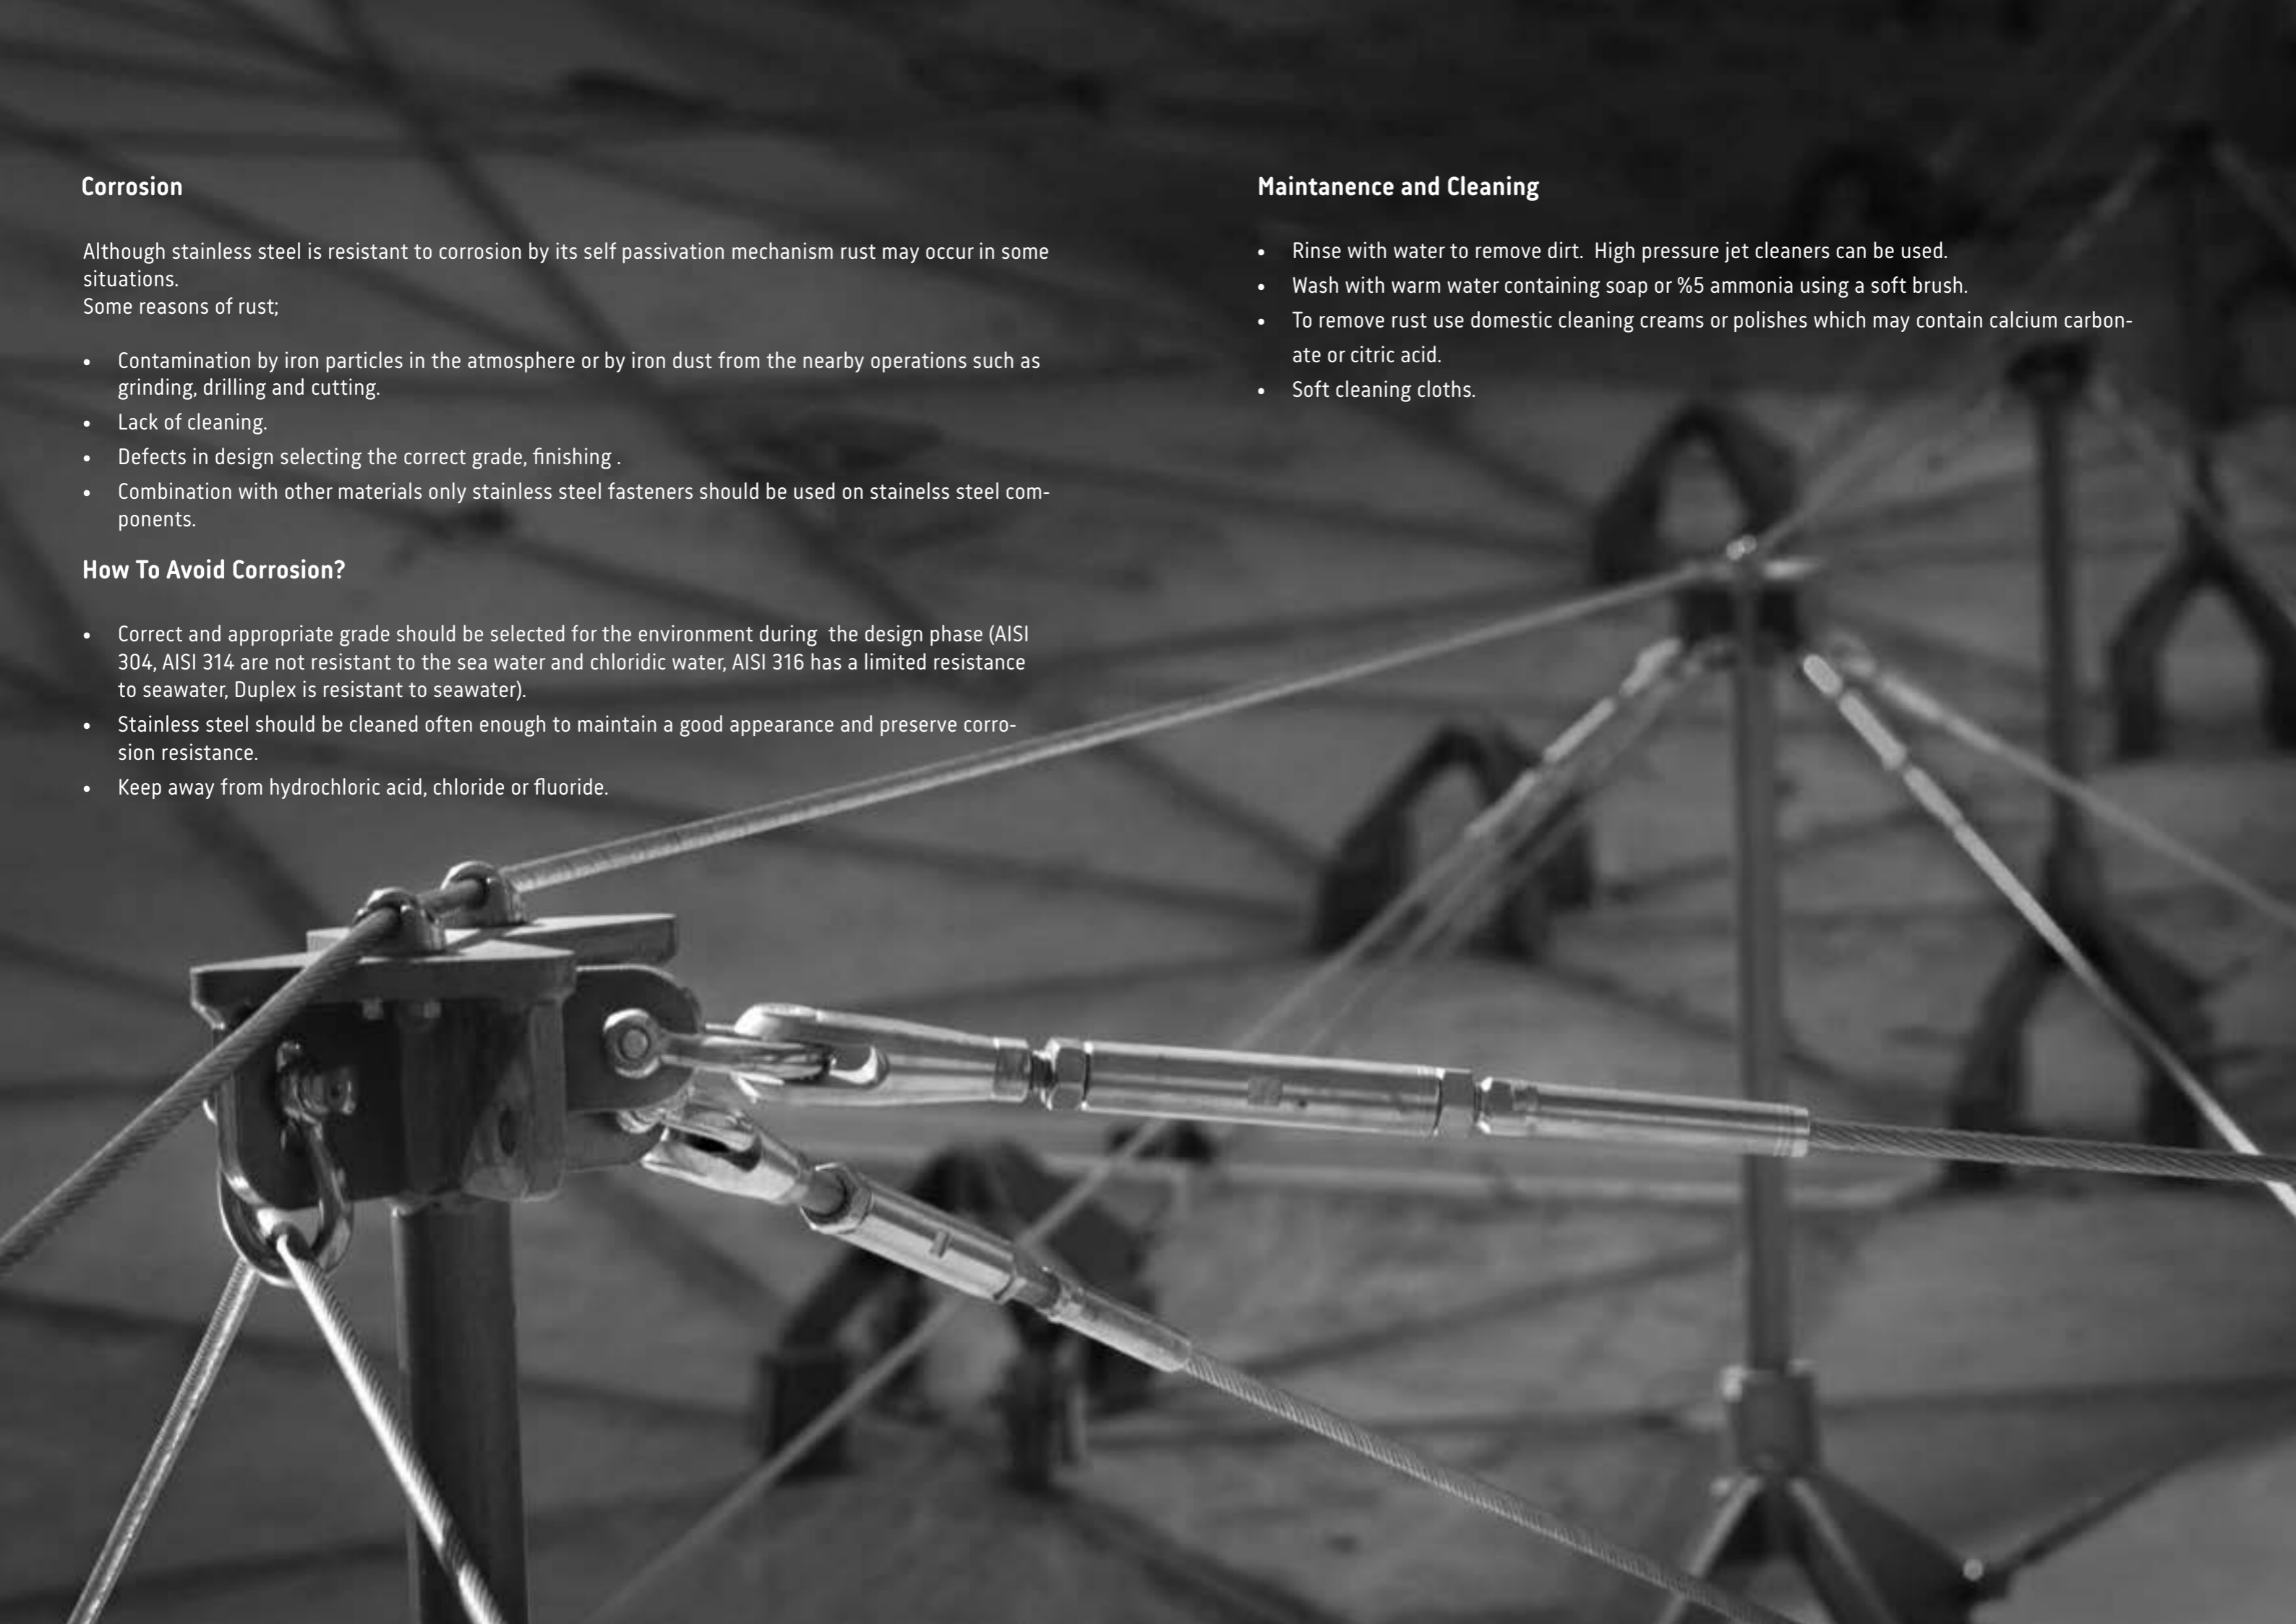 Corrosion
Although stainless steel is resistant to corrosion by its self passivation mechanism rust may occur in some
situations.
Some reasons of rust;
• Contamination by iron particles in the atmosphere or by iron dust from the nearby operations such as
grinding, drilling and cutting.
• Lack of cleaning.
• Defects in design selecting the correct grade, finishing .
• Combination with other materials only stainless steel fasteners should be used on stainelss steel com-
ponents.
How To Avoid Corrosion?
• Correct and appropriate grade should be selected for the environment during  the design phase (AISI
304, AISI 314 are not resistant to the sea water and chloridic water, AISI 316 has a limited resistance
to seawater, Duplex is resistant to seawater).
• Stainless steel should be cleaned often enough to maintain a good appearance and preserve corro-
sion resistance.
• Keep away from hydrochloric acid, chloride or fluoride.
Maintanence and Cleaning
• Rinse with water to remove dirt.  High pressure jet cleaners can be used.
• Wash with warm water containing soap or %5 ammonia using a soft brush.
• To remove rust use domestic cleaning creams or polishes which may contain calcium carbon-
ate or citric acid.
• Soft cleaning cloths.